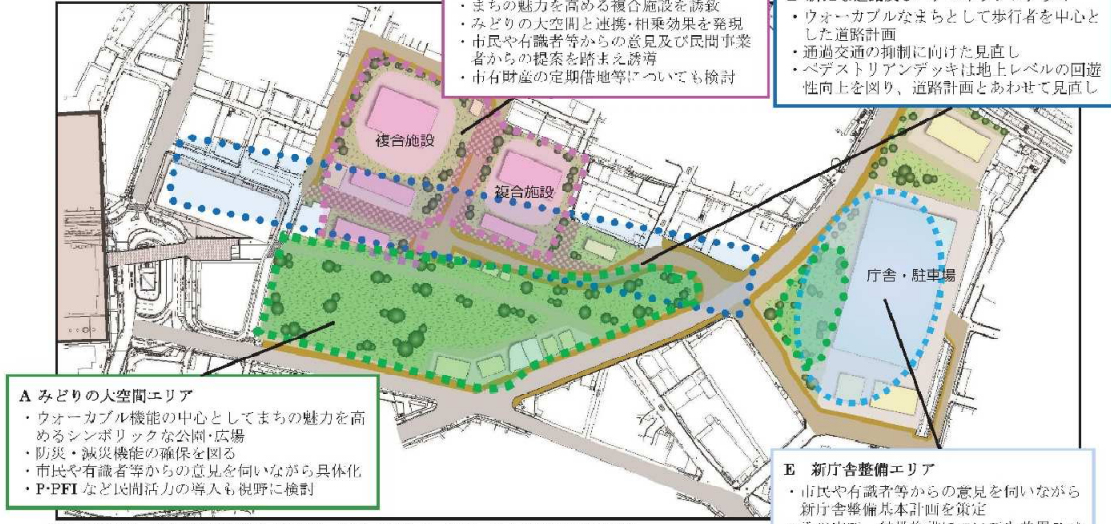 ・まちの魅力を高める複合施設を誘致
・みどりの大空間と連携・相乗効果を発現
・市民や有識者等からの意見及び民間事業
者からの提案を踏まえ誘導
・市有財産の定期借地等についても検討
・ウォーカブルなまちとして歩行者を中心と
した道路計画
・通過交通の抑制に向けた見直し
・ペデストリアンデッキは地上レベルの回遊
性向上を図り、道路計画とあわせて見直し
複合施設
複合施設
庁舎・駐車場
A みどりの大空間エリア
・ウォーカブル機能の中心としてまちの魅力を高
めるシンボリックな公園・広場
・防災・減災機能の確保を図る
・市民や有識者等からの意見を伺いながら具体化
・P-PFI など民間活力の導入も視野に検討
E 新庁舎整備エリア
・市民や有識者等からの意見を伺いながら
新庁舎整備基本計画を策定